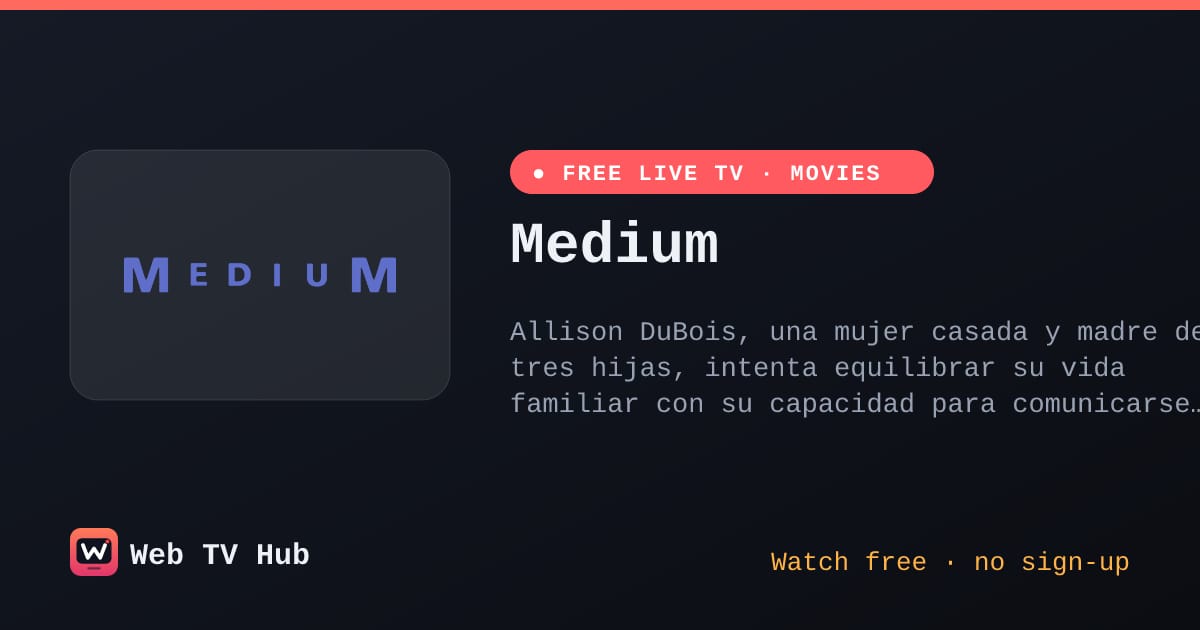 ● FREE LIVE TV · MOVIES
MEDIUM
Medium
Allison DuBois, una mujer casada y madre de
tres hijas, intenta equilibrar su vida
familiar con su capacidad para comunicarse…
W
Web TV Hub
Watch free · no sign-up